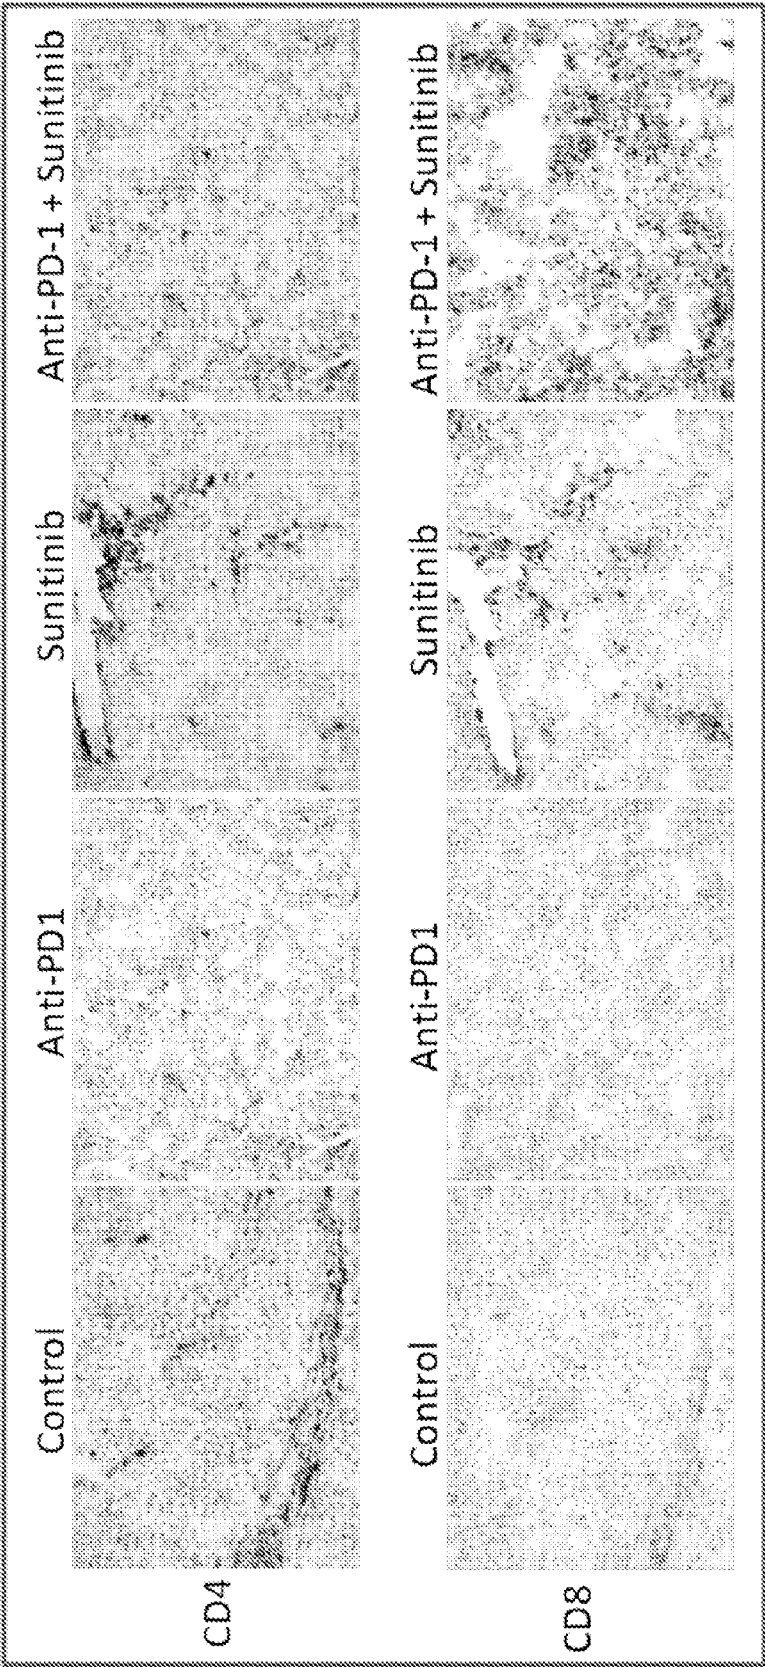 Control
Anti-PD1
Sunitinib
Anti-PD-1 + Sunitinib
CD4
Control
Anti-PD1
Sunitinib
Anti-PD-1 + Sunitinib
CD8